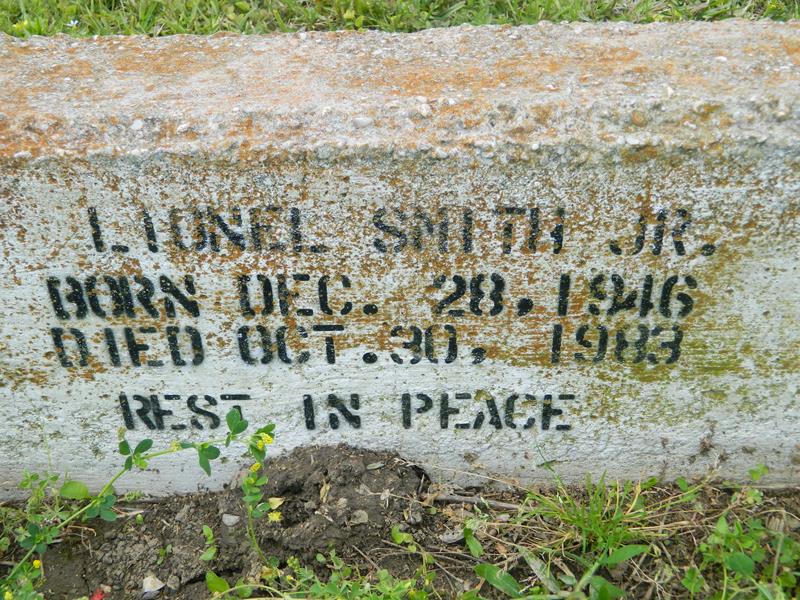 LIONEL SMITH JR.
BORN DEC. 28, 1946
DIED OCT. 30, 1983
REST IN PEACE